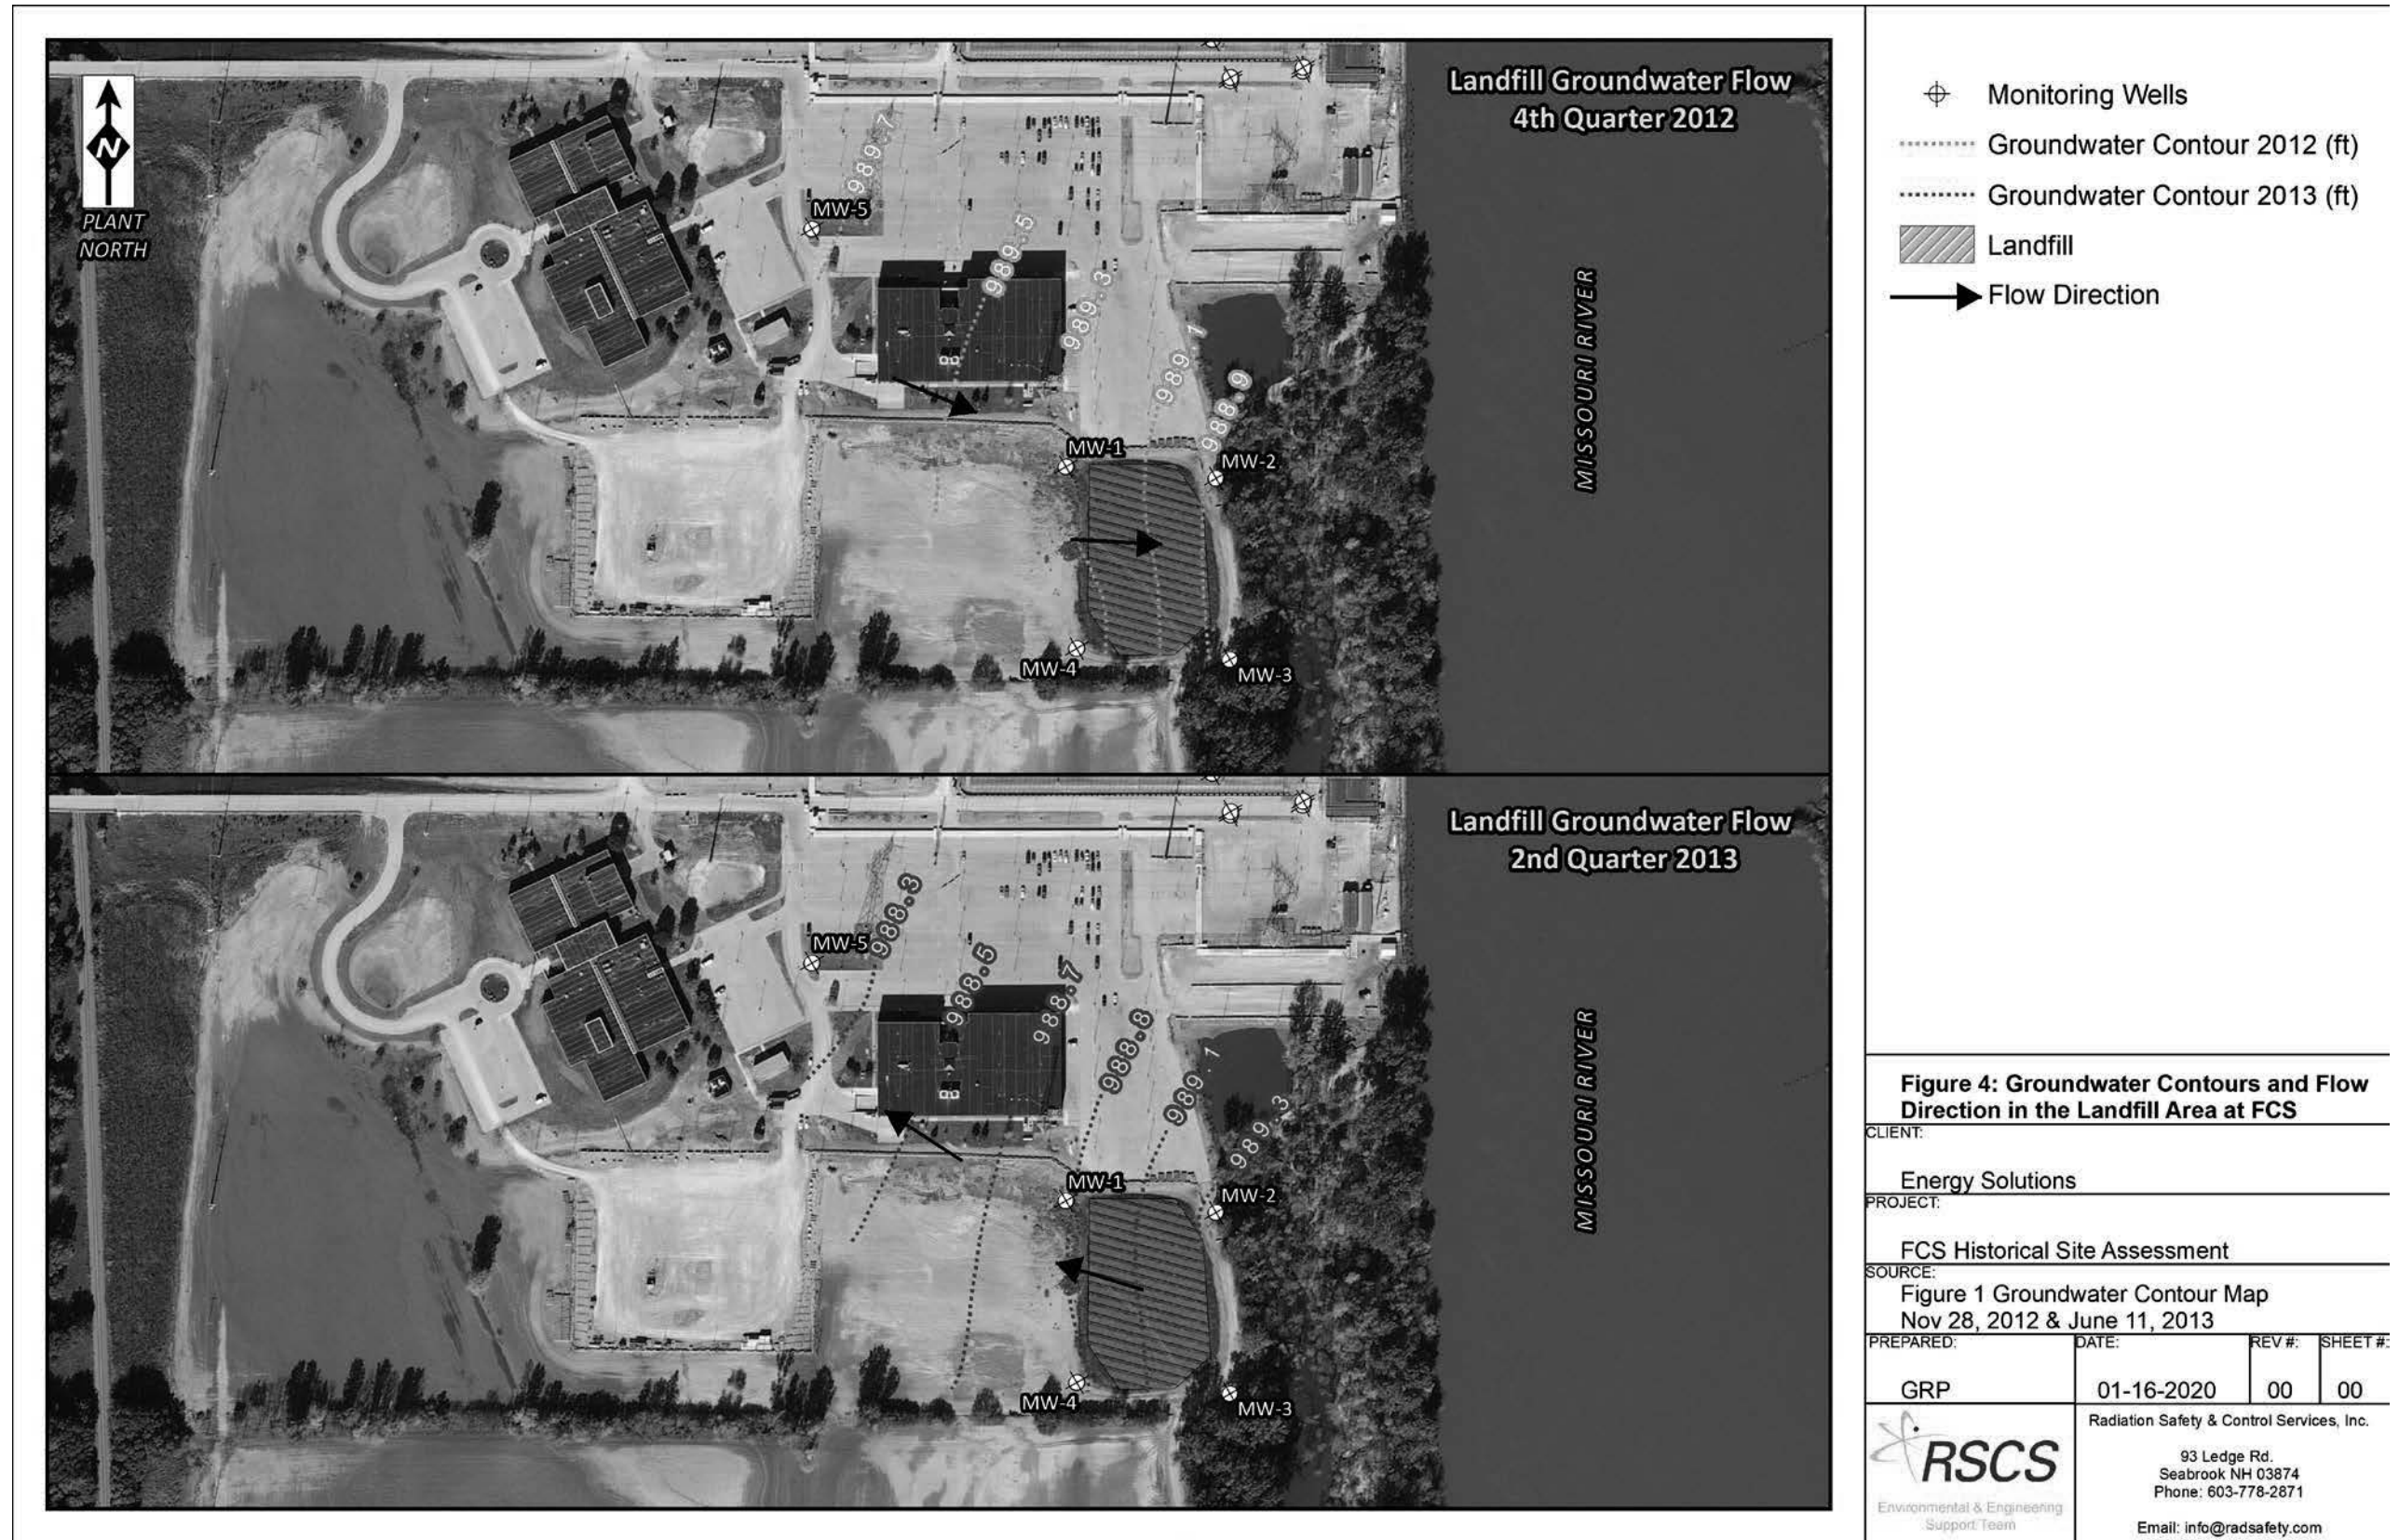 Landfill Groundwater Flow
4th Quarter 2012
N
PLANT
NORTH
989.7
MW-5
989.5
989.3
989.1
988.9
MW-1
MW-2
MW-4
MW-3
MISSOURI RIVER
Landfill Groundwater Flow
2nd Quarter 2013
988.3
MW-5
988.5
988.7
988.8
989.1
989.3
MW-1
MW-2
MW-4
MW-3
MISSOURI RIVER
Monitoring Wells
Groundwater Contour 2012 (ft)
Groundwater Contour 2013 (ft)
Landfill
Flow Direction
Figure 4: Groundwater Contours and Flow
Direction in the Landfill Area at FCS
CLIENT:
Energy Solutions
PROJECT:
FCS Historical Site Assessment
SOURCE:
Figure 1 Groundwater Contour Map
Nov 28, 2012 & June 11, 2013
PREPARED: DATE: REV #: SHEET #:
GRP 01-16-2020 00 00
RSCS
Environmental & Engineering
Support Team
Radiation Safety & Control Services, Inc.
93 Ledge Rd.
Seabrook NH 03874
Phone: 603-778-2871
Email: info@radsafety.com